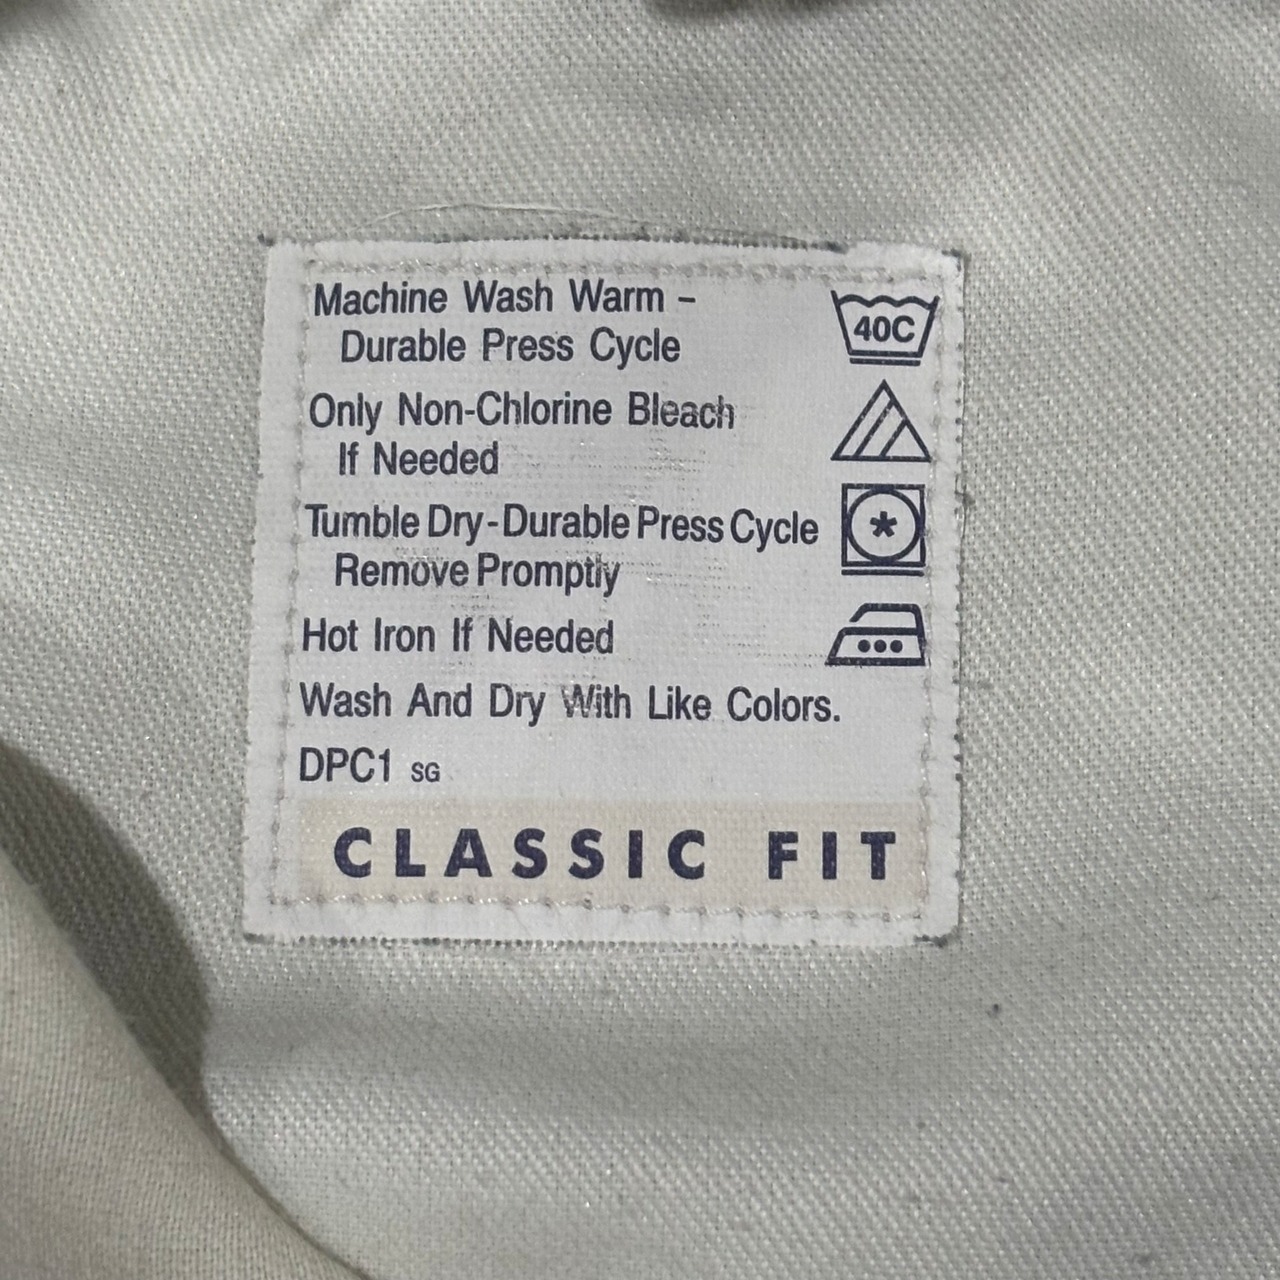 Machine Wash Warm –
Durable Press Cycle
40C
Only Non-Chlorine Bleach
If Needed
Tumble Dry-Durable Press Cycle
Remove Promptly
Hot Iron If Needed
Wash And Dry With Like Colors.
DPC1 SG
CLASSIC FIT